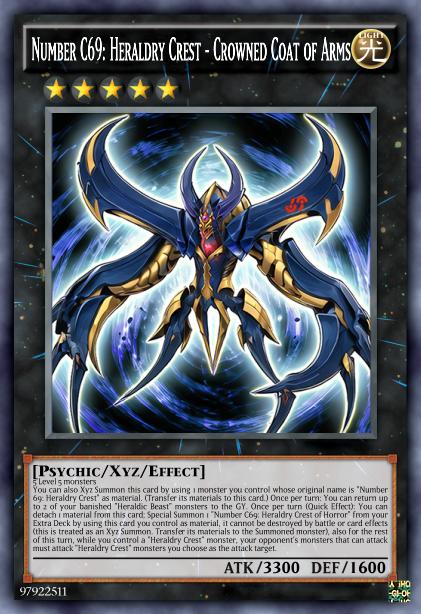 Number C69: Heraldry Crest - Crowned Coat of Arms
LIGHT
光
[Psychic/Xyz/Effect]
5 Level 5 monsters
You can also Xyz Summon this card by using 1 monster you control whose original name is "Number
69: Heraldry Crest" as material. (Transfer its materials to this card.) Once per turn: You can return up
to 2 of your banished "Heraldic Beast" monsters to the GY. Once per turn (Quick Effect): You can
detach 1 material from this card; Special Summon 1 "Number C69: Heraldry Crest of Horror" from your
Extra Deck by using this card you control as material, it cannot be destroyed by battle or card effects
(this is treated as an Xyz Summon. Transfer its materials to the Summoned monster), also for the rest
of this turn, while you control a "Heraldry Crest" monster, your opponent's monsters that can attack
must attack "Heraldry Crest" monsters you choose as the attack target.
ATK/3300 DEF/1600
97922511